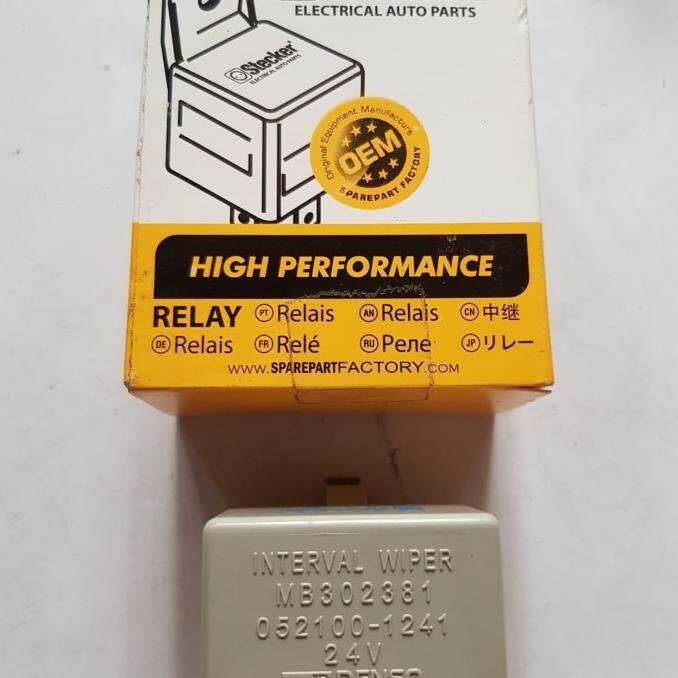 ELECTRICAL AUTO PARTS
Stecker
ELECTRICAL AUTO PARTS
Original Equipment Manufacture
OEM
SPAREPART FACTORY
HIGH PERFORMANCE
RELAY PT Relais AN Relais CN 中继
DE Relais FR Relé RU Реле JP リレー
WWW.SPAREPARTFACTORY.COM
INTERVAL WIPER
MB302381
052100-1241
24V
DENSO